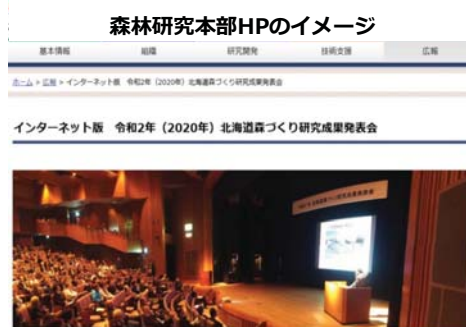 森林研究本部HPのイメージ
基本情報 組織 研究開発 技術支援 広報
ホーム > 広報 > インターネット版 令和2年（2020年）北海道森づくり研究成果発表会
インターネット版 令和2年（2020年）北海道森づくり研究成果発表会